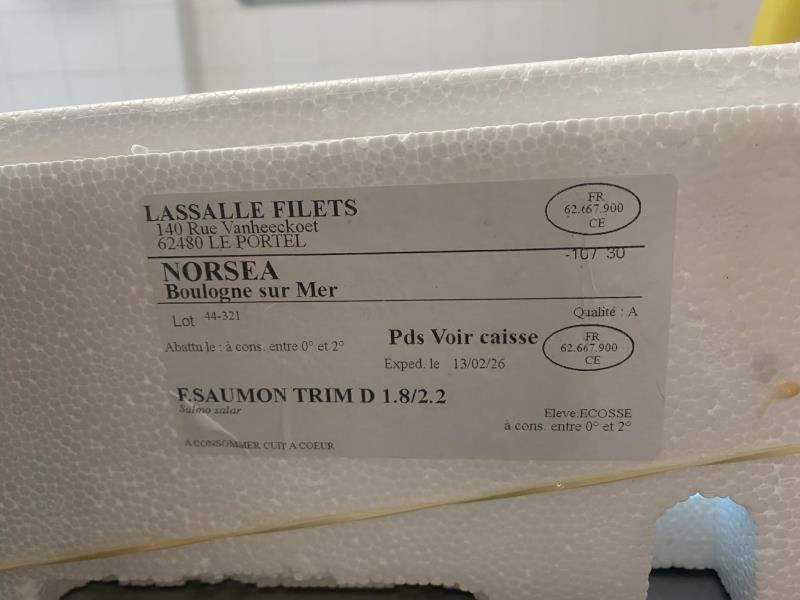 LASSALLE FILETS
140 Rue Vanheeckoet
62480 LE PORTEL
FR
62.667.900
CE
-10/ 30
NORSEA
Boulogne sur Mer
Lot 44-321
Qualité : A
Abattu le : à cons. entre 0° et 2°
Pds Voir caisse
FR
62.667.900
CE
Exped. le 13/02/26
F.SAUMON TRIM D 1.8/2.2
Salmo salar
Eleve:ECOSSE
à cons. entre 0° et 2°
A CONSOMMER CUIT A COEUR